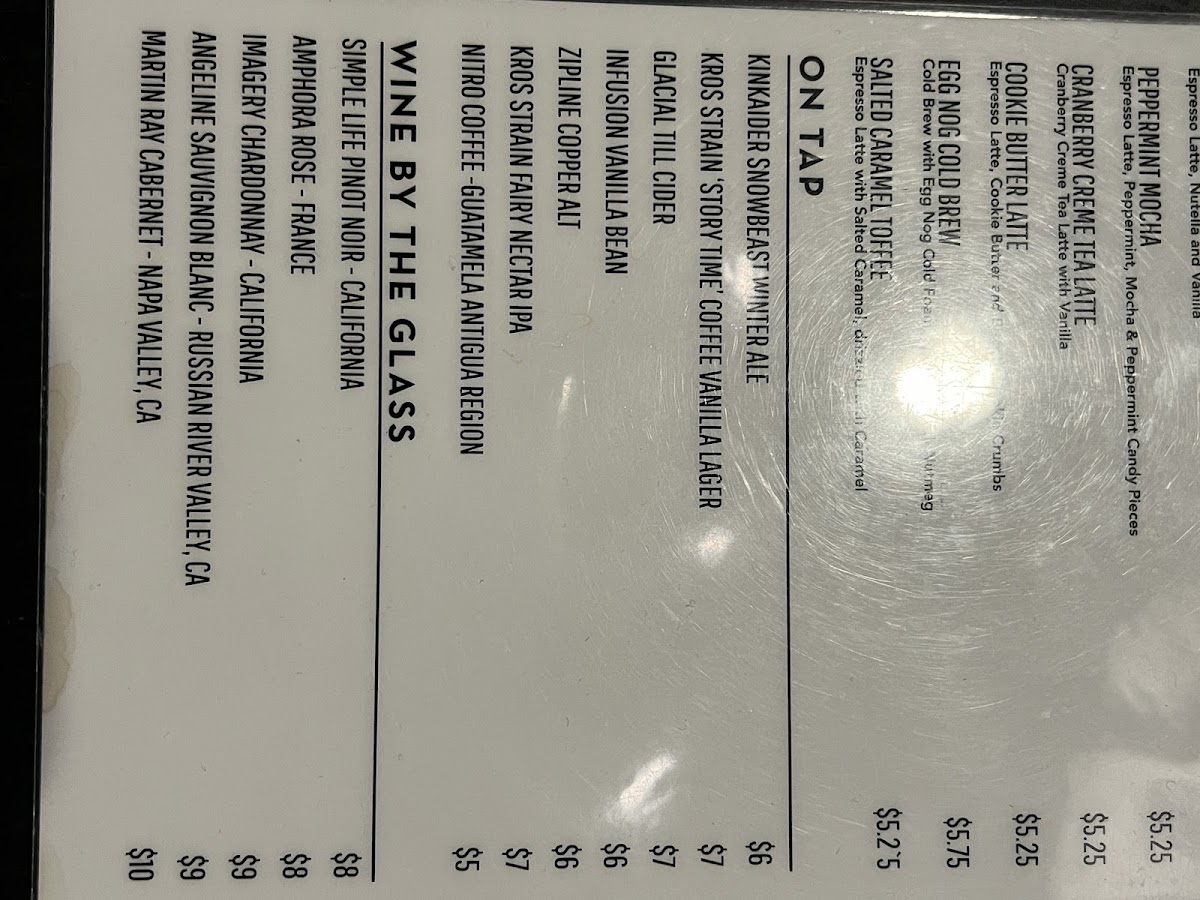 Espresso Latte, Nutella and Vanilla
PEPPERMINT MOCHA $5.25
Espresso Latte, Peppermint, Mocha & Peppermint Candy Pieces
CRANBERRY CREME TEA LATTE $5.25
Cranberry Creme Tea Latte with Vanilla
COOKIE BUTTER LATTE $5.25
Espresso Latte, Cookie Butter and Crumbs
EGG NOG COLD BREW $5.75
Cold Brew with Egg Nog Cold Foam Nutmeg
SALTED CARAMEL TOFFEE $5.25
Espresso Latte with Salted Caramel, drizzled with Caramel
ON TAP
KINKAIDER SNOWBEAST WINTER ALE $6
KROS STRAIN 'STORY TIME' COFFEE VANILLA LAGER $7
GLACIAL TILL CIDER $7
INFUSION VANILLA BEAN $6
ZIPLINE COPPER ALT $6
KROS STRAIN FAIRY NECTAR IPA $7
NITRO COFFEE -GUATAMELA ANTIGUA REGION $5
WINE BY THE GLASS
SIMPLE LIFE PINOT NOIR - CALIFORNIA $8
AMPHORA ROSE - FRANCE $8
IMAGERY CHARDONNAY - CALIFORNIA $9
ANGELINE SAUVIGNON BLANC - RUSSIAN RIVER VALLEY, CA $9
MARTIN RAY CABERNET - NAPA VALLEY, CA $10